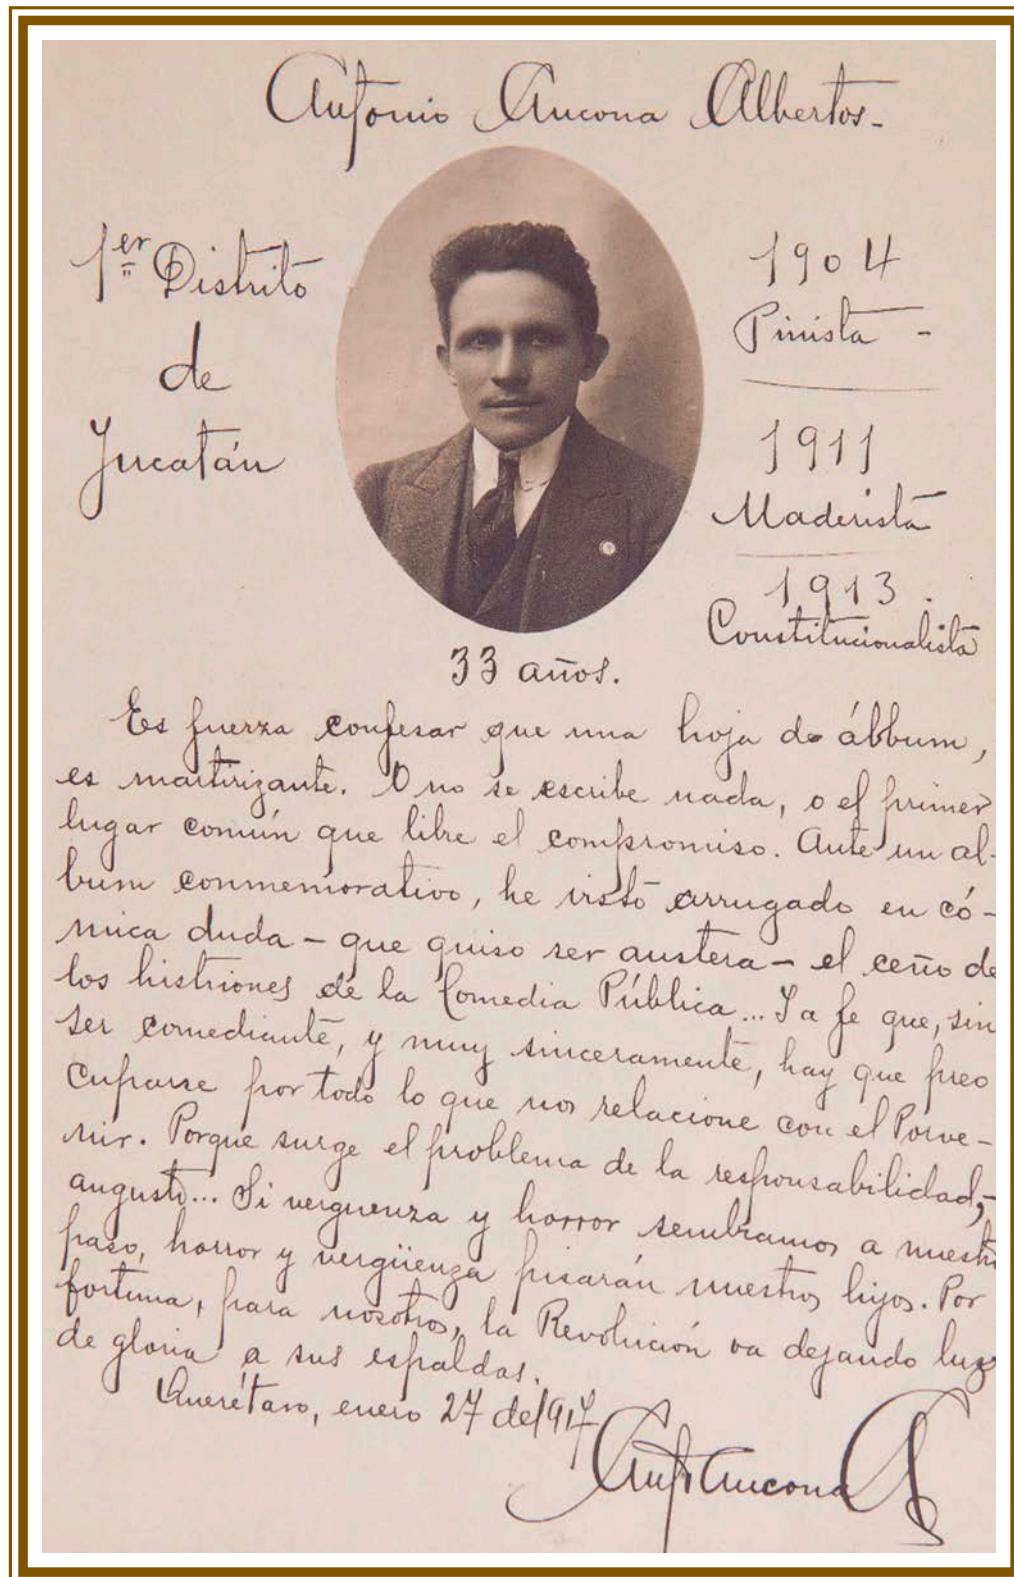 Antonio Ancona Albertos.-
1er Distrito
de
Yucatán
1904
Pinista -
1911
Maderista
1913.
Constitucionalista
33 años.
Es fuerza confesar que una hoja de álbbum,
es martirizante. O no se escribe nada, o el primer
lugar común que libre el compromiso. Ante un al-
bum conmemorativo, he visto arrugado en có-
mica duda - que quiso ser austera - el ceño de
los histriones de la Comedia Pública... Y a fe que, sin
ser comediante, y muy sinceramente, hay que preo
cuparse por todo lo que nos relacione con el Porve-
nir. Porque surge el problema de la responsabilidad,-
augusto... Si verguenza y horror sembramos a nuestro
paso, horror y vergüenza pisarán nuestros hijos. Por
fortuna, para nosotros, la Revolución va dejando luz
de gloria a sus espaldas.
Querétaro, enero 27 de 1917
Anto Ancona A